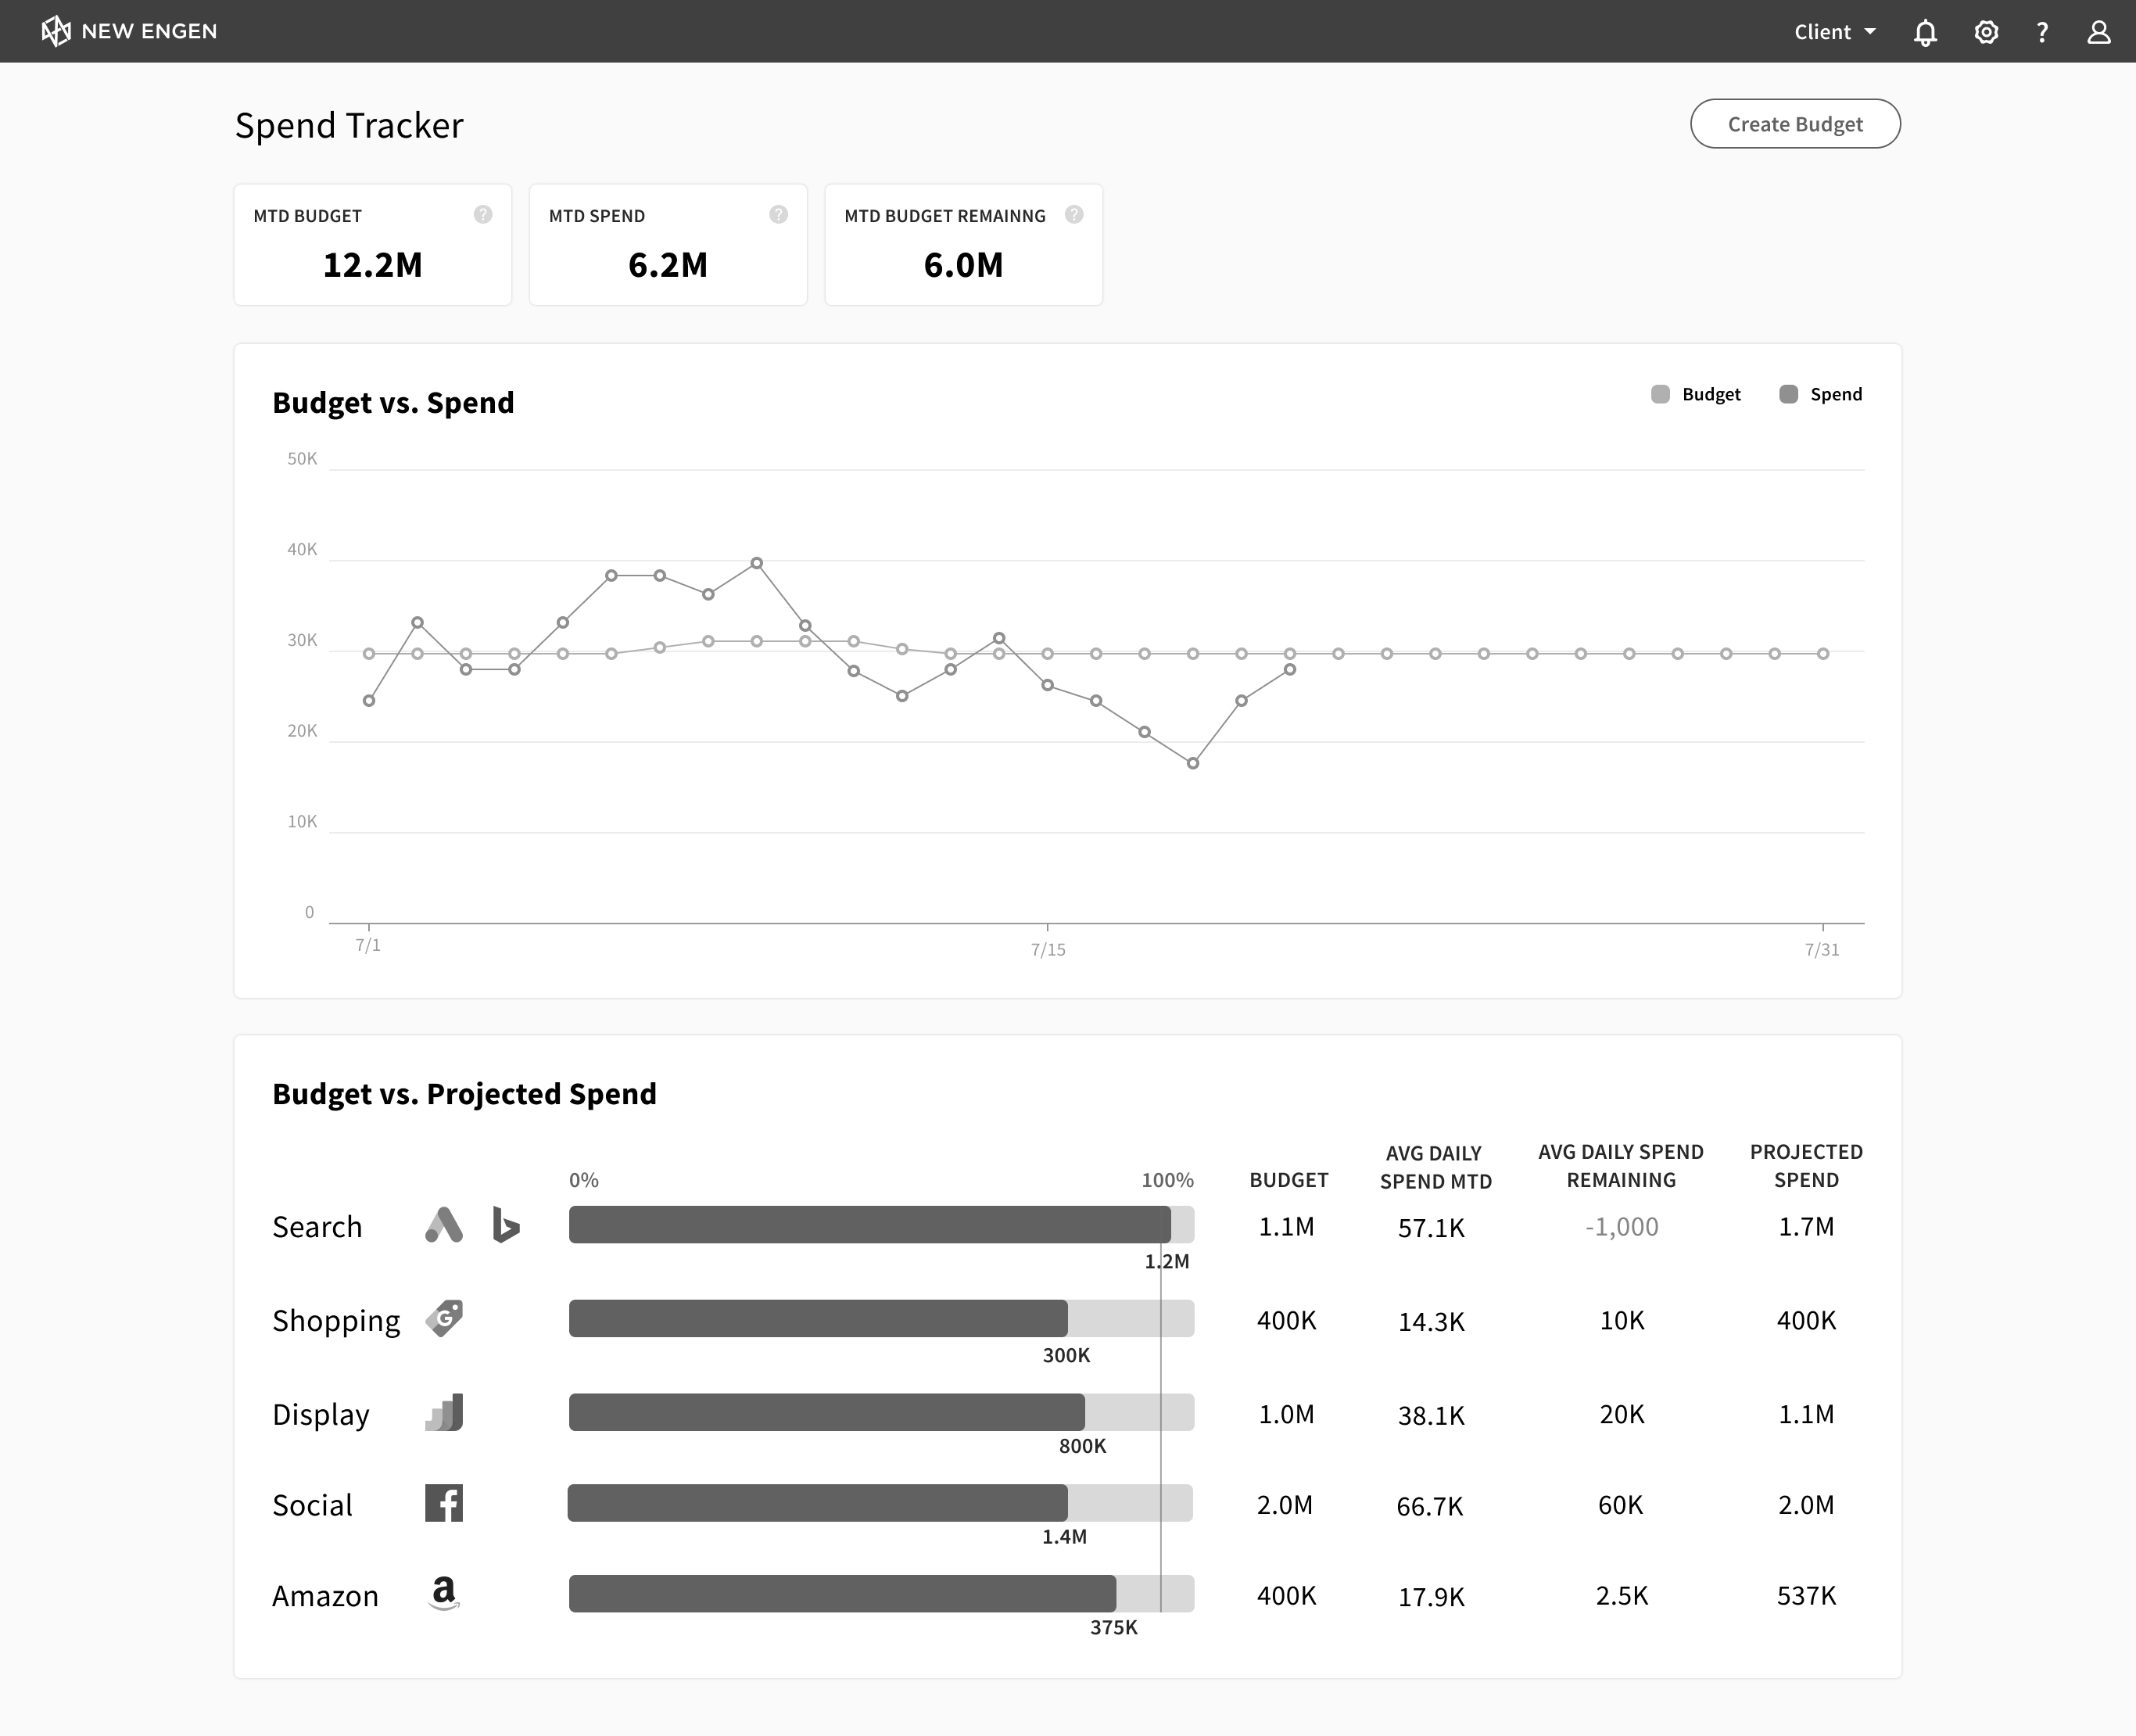 NEW ENGEN
Client
?
Spend Tracker
Create Budget
MTD BUDGET ?
12.2M
MTD SPEND ?
6.2M
MTD BUDGET REMAINNG ?
6.0M
Budget vs. Spend
Budget
Spend
50K
40K
30K
20K
10K
0
7/1
7/15
7/31
Budget vs. Projected Spend
0%
100%
BUDGET
AVG DAILY
SPEND MTD
AVG DAILY SPEND
REMAINING
PROJECTED
SPEND
Search
1.1M
57.1K
-1,000
1.7M
1.2M
Shopping
G
400K
14.3K
10K
400K
300K
Display
1.0M
38.1K
20K
1.1M
800K
Social
f
2.0M
66.7K
60K
2.0M
1.4M
Amazon
a
400K
17.9K
2.5K
537K
375K